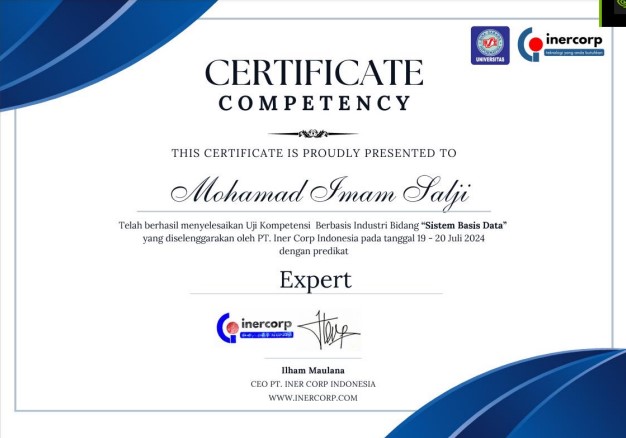 UNIVERSITAS
inercorp
teknologi yang anda butuhkan
CERTIFICATE
COMPETENCY
THIS CERTIFICATE IS PROUDLY PRESENTED TO
Mohamad Imam Salji
Telah berhasil menyelesaikan Uji Kompetensi Berbasis Industri Bidang “Sistem Basis Data”
yang diselenggarakan oleh PT. Iner Corp Indonesia pada tanggal 19 - 20 Juli 2024
dengan predikat
Expert
inercorp
Ilham Maulana
CEO PT. INER CORP INDONESIA
WWW.INERCORP.COM